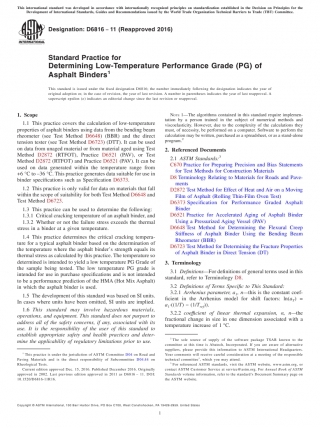 This international standard was developed in accordance with internationally recognized principles on standardization established in the Decision on Principles for the
Development of International Standards, Guides and Recommendations issued by the World Trade Organization Technical Barriers to Trade (TBT) Committee.
Designation: D6816 − 11 (Reapproved 2016)
Standard Practice for
Determining Low-Temperature Performance Grade (PG) of
Asphalt Binders1
This standard is issued under the fixed designation D6816; the number immediately following the designation indicates the year of
original adoption or, in the case of revision, the year of last revision. A number in parentheses indicates the year of last reapproval. A
superscript epsilon (ε) indicates an editorial change since the last revision or reapproval.
1. Scope
1.1 This practice covers the calculation of low-temperature
properties of asphalt binders using data from the bending beam
rheometer (see Test Method D6648) (BBR) and the direct
tension tester (see Test Method D6723) (DTT). It can be used
on data from unaged material or from material aged using Test
Method D2872 (RTFOT), Practice D6521 (PAV), or Test
Method D2872 (RTFOT) and Practice D6521 (PAV). It can be
used on data generated within the temperature range from
+6 °C to −36 °C. This practice generates data suitable for use in
binder specifications such as Specification D6373.
1.2 This practice is only valid for data on materials that fall
within the scope of suitability for both Test Method D6648 and
Test Method D6723.
1.3 This practice can be used to determine the following:
1.3.1 Critical cracking temperature of an asphalt binder, and
1.3.2 Whether or not the failure stress exceeds the thermal
stress in a binder at a given temperature.
1.4 This practice determines the critical cracking temperature
for a typical asphalt binder based on the determination of
the temperature where the asphalt binder's strength equals its
thermal stress as calculated by this practice. The temperature so
determined is intended to yield a low temperature PG Grade of
the sample being tested. The low temperature PG grade is
intended for use in purchase specifications and is not intended
to be a performance prediction of the HMA (Hot Mix Asphalt)
in which the asphalt binder is used.
1.5 The development of this standard was based on SI units.
In cases where units have been omitted, SI units are implied.
1.6 This standard may involve hazardous materials,
operations, and equipment. This standard does not purport to
address all of the safety concerns, if any, associated with its
use. It is the responsibility of the user of this standard to
establish appropriate safety and health practices and determine
the applicability of regulatory limitations prior to use.
1 This practice is under the jurisdiction of ASTM Committee D04 on Road and
Paving Materials and is the direct responsibility of Subcommittee D04.44 on
Rheological Tests.
Current edition approved Dec. 15, 2016. Published December 2016. Originally
approved in 2002. Last previous edition approved in 2011 as D6816 – 11. DOI:
10.1520/D6816-11R16.
NOTE 1—The algorithms contained in this standard require implementation
by a person trained in the subject of numerical methods and
viscoelasticity. However, due to the complexity of the calculations they
must, of necessity, be performed on a computer. Software to perform the
calculation may be written, purchased as a spreadsheet, or as a stand-alone
program.2
2. Referenced Documents
2.1 ASTM Standards:3
C670 Practice for Preparing Precision and Bias Statements
for Test Methods for Construction Materials
D8 Terminology Relating to Materials for Roads and Pavements
D2872 Test Method for Effect of Heat and Air on a Moving
Film of Asphalt (Rolling Thin-Film Oven Test)
D6373 Specification for Performance Graded Asphalt
Binder
D6521 Practice for Accelerated Aging of Asphalt Binder
Using a Pressurized Aging Vessel (PAV)
D6648 Test Method for Determining the Flexural Creep
Stiffness of Asphalt Binder Using the Bending Beam
Rheometer (BBR)
D6723 Test Method for Determining the Fracture Properties
of Asphalt Binder in Direct Tension (DT)
3. Terminology
3.1 Definitions—For definitions of general terms used in this
standard, refer to Terminology D8.
3.2 Definitions of Terms Specific to This Standard:
3.2.1 Arrhenius parameter, a1, n—this is the constant coefficient
in the Arrhenius model for shift factors: ln(aT) =
a1 ((1/T) − (1/Tref)).
3.2.2 coefficient of linear thermal expansion, α, n—the
fractional change in size in one dimension associated with a
temperature increase of 1 °C.
2 The sole source of supply of the software package TSAR known to the
committee at this time is Abatech Incorporated. If you are aware of alternative
suppliers, please provide this information to ASTM International Headquarters.
Your comments will receive careful consideration at a meeting of the responsible
technical committee1, which you may attend.
3 For referenced ASTM standards, visit the ASTM website, www.astm.org, or
contact ASTM Customer Service at service@astm.org. For Annual Book of ASTM
Standards volume information, refer to the standard's Document Summary page on
the ASTM website.
Copyright © ASTM International, 100 Barr Harbor Drive, PO Box C700, West Conshohocken, PA 19428-2959. United States
1